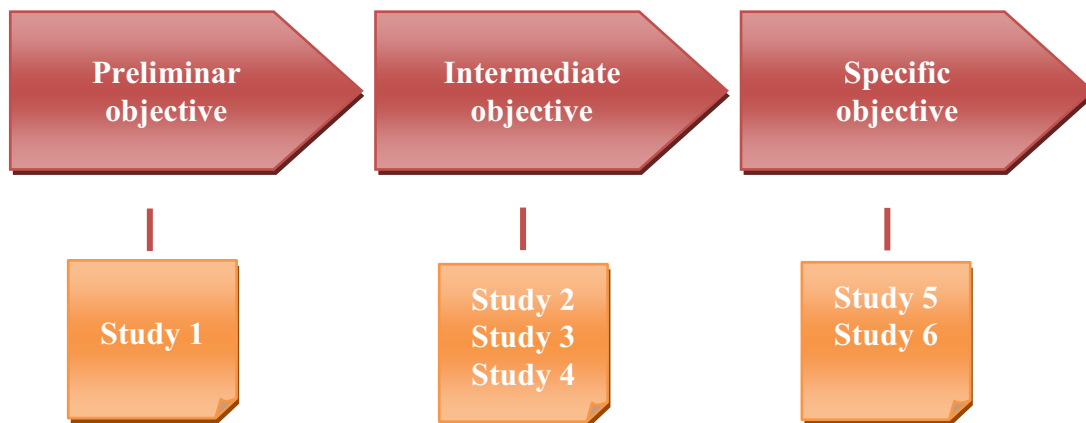 Preliminar
objective
Intermediate
objective
Specific
objective
Study 1
Study 2
Study 3
Study 4
Study 5
Study 6